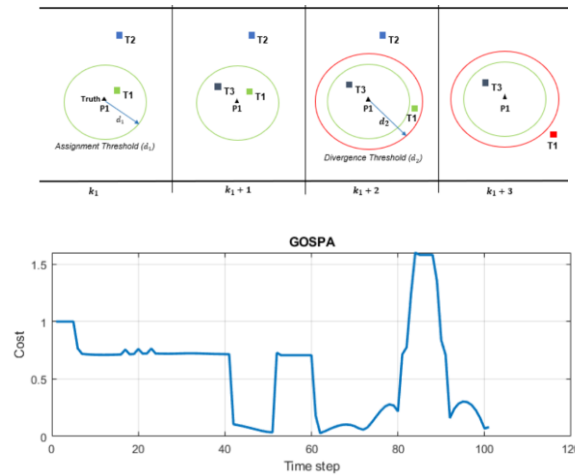 T2
T1
Truth
P1
d₁
Assignment Threshold (d₁)
k₁
T2
T3
T1
P1
k₁ + 1
T2
T3
P1
d₂
T1
Divergence Threshold (d₂)
k₁ + 2
T3
P1
T1
k₁ + 3
GOSPA
1.5
1
0.5
0
Cost
0 20 40 60 80 100 120
Time step